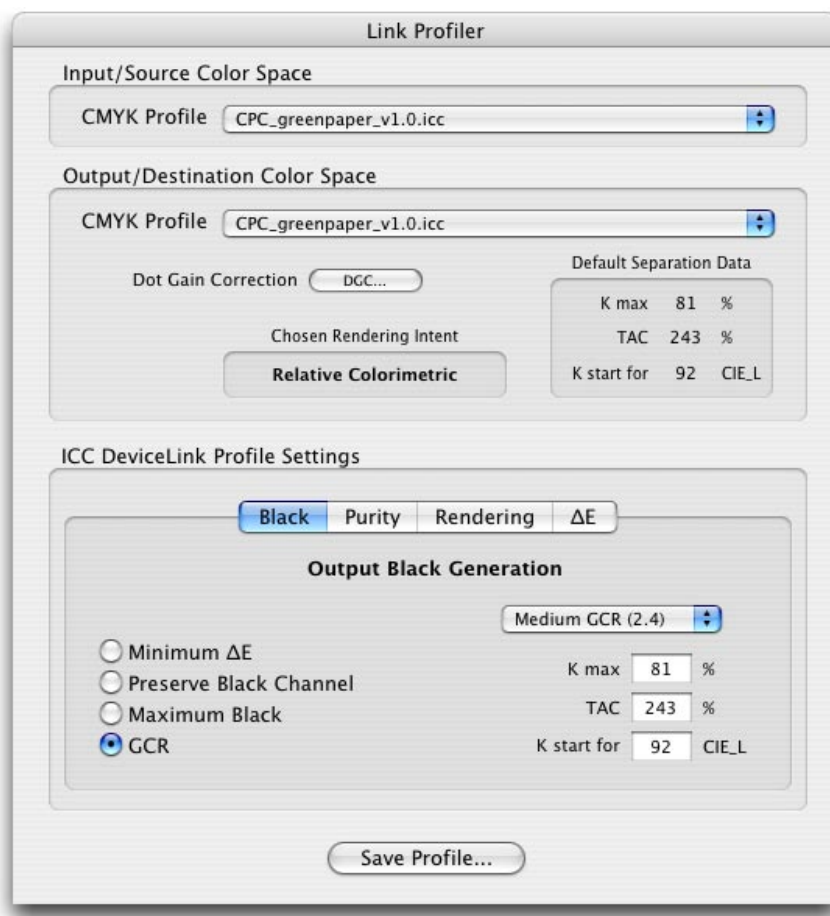 Link Profiler
Input/Source Color Space
CMYK Profile CPC_greenpaper_v1.0.icc
Output/Destination Color Space
CMYK Profile CPC_greenpaper_v1.0.icc
Dot Gain Correction DGC...
Default Separation Data
K max 81 %
TAC 243 %
K start for 92 CIE_L
Chosen Rendering Intent
Relative Colorimetric
ICC DeviceLink Profile Settings
Black Purity Rendering ΔE
Output Black Generation
Medium GCR (2.4)
Minimum ΔE
Preserve Black Channel
Maximum Black
GCR
K max 81 %
TAC 243 %
K start for 92 CIE_L
Save Profile...